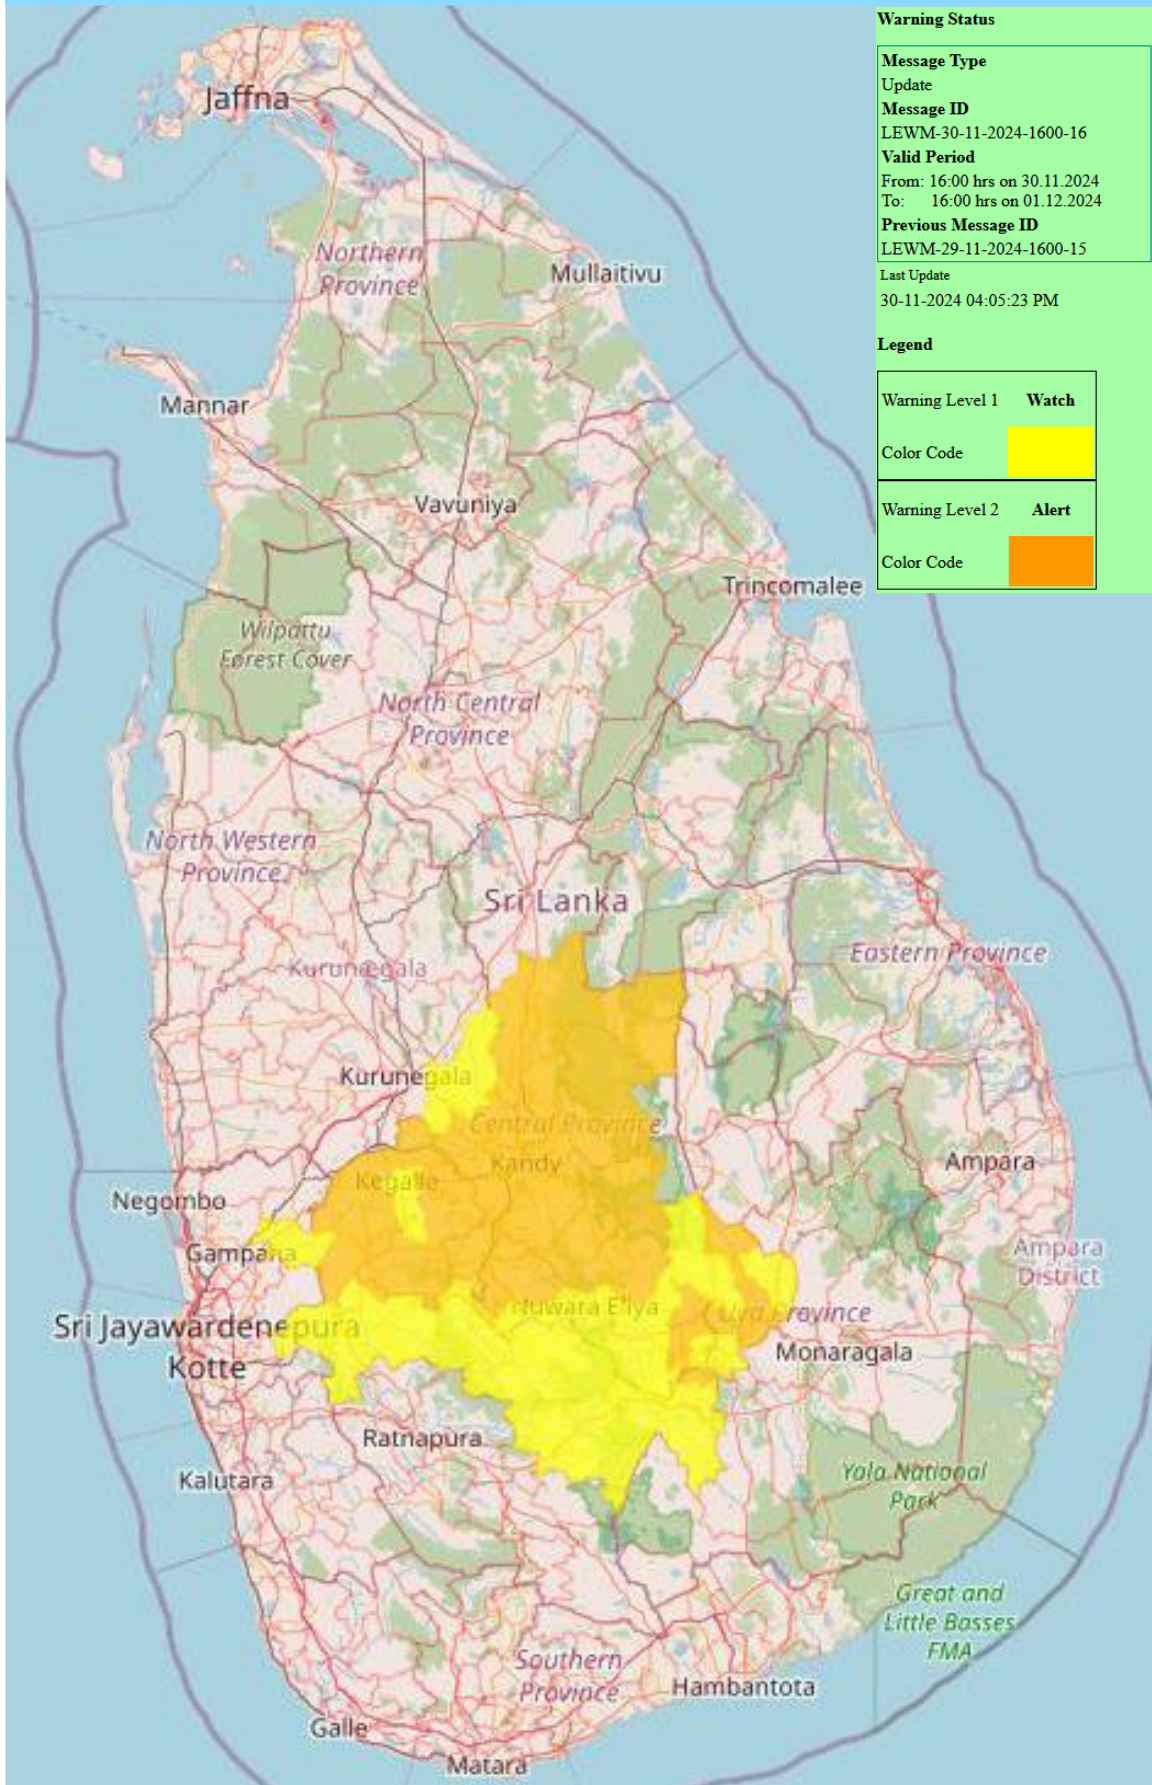 Warning Status
Message Type
Update
Message ID
LEWM-30-11-2024-1600-16
Valid Period
From: 16:00 hrs on 30.11.2024
To: 16:00 hrs on 01.12.2024
Previous Message ID
LEWM-29-11-2024-1600-15
Last Update
30-11-2024 04:05:23 PM
Legend
Warning Level 1 Watch
Color Code
Warning Level 2 Alert
Color Code
Jaffna
Northern
Province
Mullaitivu
Mannar
Vavuniya
Trincomalee
Wilpattu
Forest Cover
North Central
Province
North Western
Province
Sri Lanka
Eastern Province
Kurunegala
Kurunegala
Central Province
Kandy
Kegalle
Ampara
Negombo
Gampaha
Ampara
District
Nuwara Eliya
Uva Province
Sri Jayawardenepura
Kotte
Monaragala
Ratnapura
Kalutara
Yala National
Park
Great and
Little Basses
FMA
Southern
Province
Hambantota
Galle
Matara